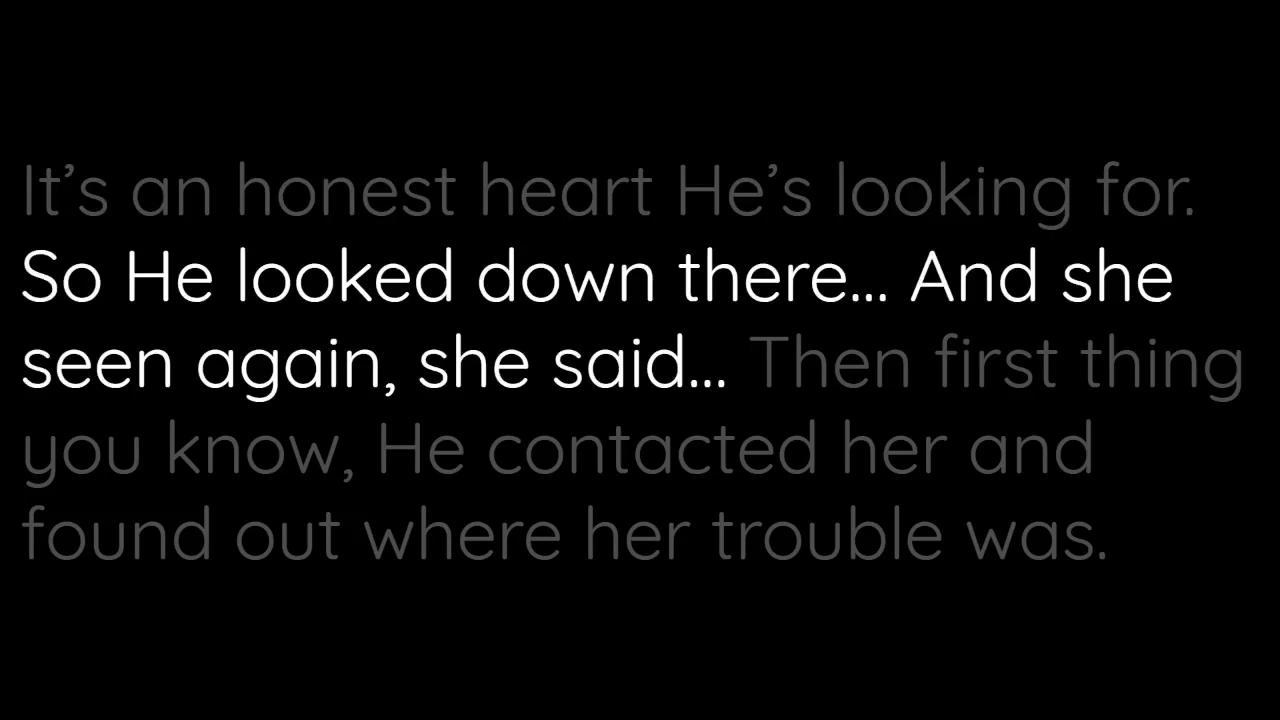 It’s an honest heart He’s looking for.
So He looked down there... And she
seen again, she said... Then first thing
you know, He contacted her and
found out where her trouble was.